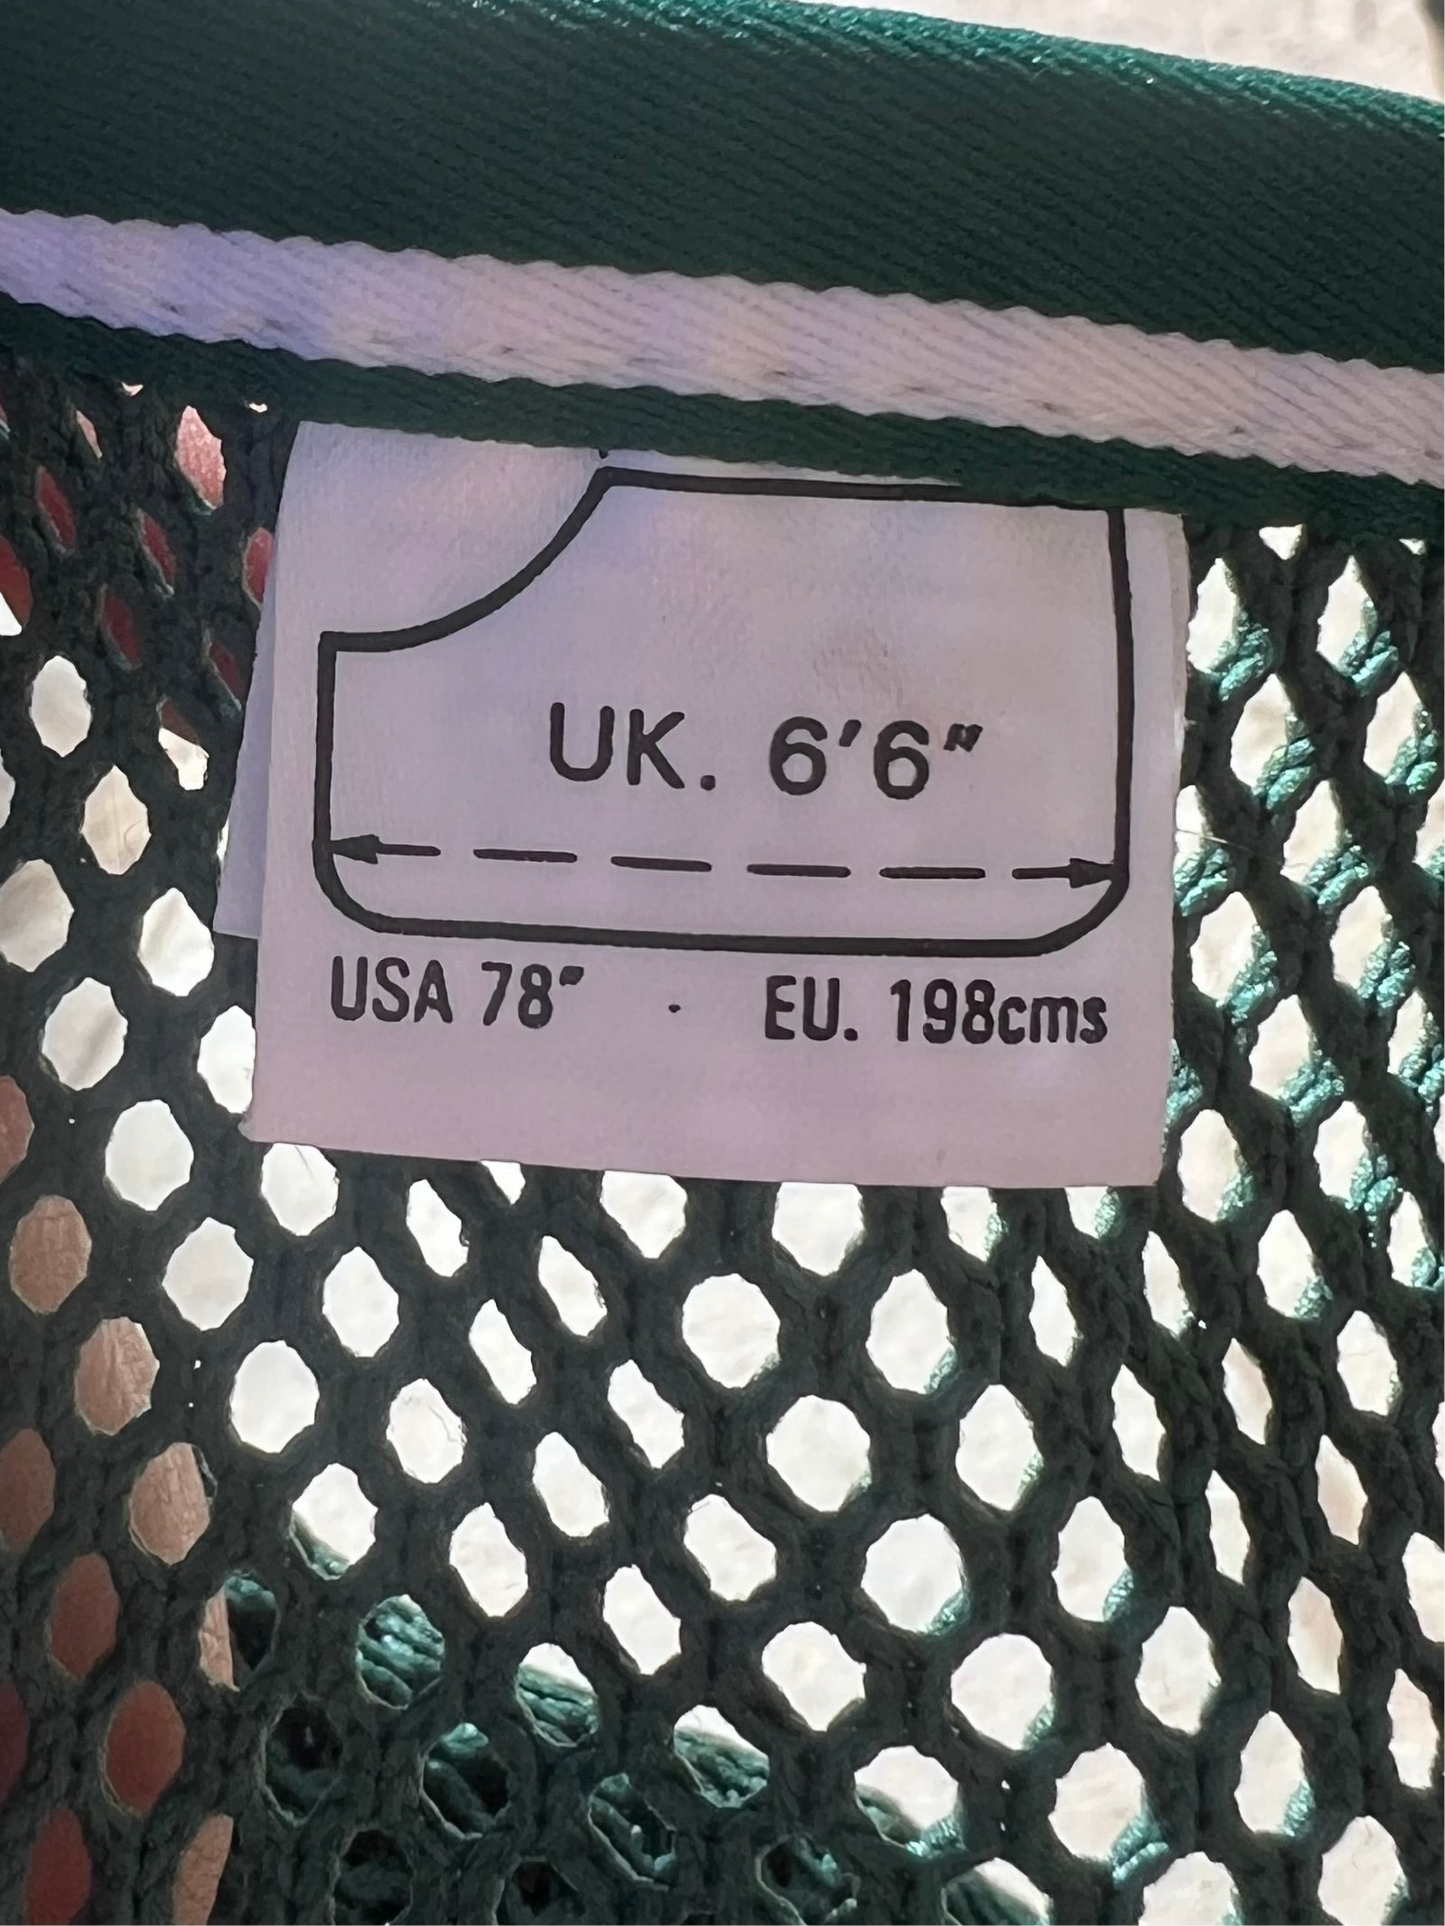 UK. 6'6"
USA 78" · EU. 198cms